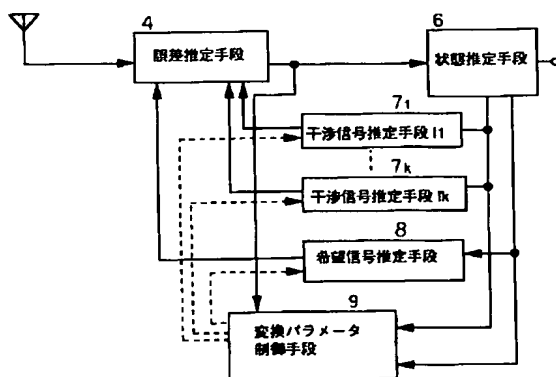 4
誤差推定手段
6
状態推定手段
7₁
干渉信号推定手段 I1
7k
干渉信号推定手段 Ik
8
希望信号推定手段
9
変換パラメータ
制御手段